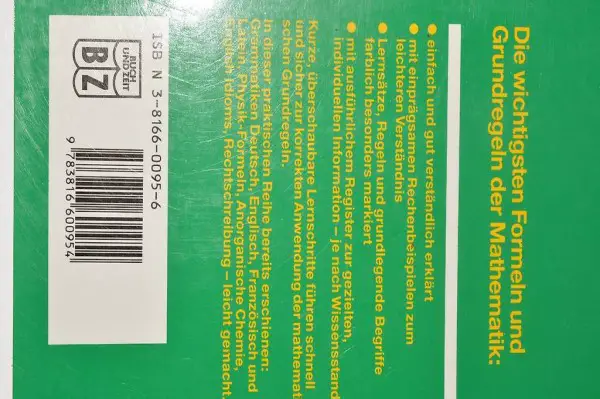 Die wichtigsten Formeln und
Grundregeln der Mathematik:
● einfach und gut verständlich erklärt
● mit einprägsamen Rechenbeispielen zum
leichteren Verständnis
● Lernsätze, Regeln und grundlegende Begriffe
farblich besonders markiert
● mit ausführlichem Register zur gezielten,
individuellen Information – je nach Wissensstand
Kurze, überschaubare Lernschritte führen schnell
und sicher zur korrekten Anwendung der mathemati
schen Grundregeln.
In dieser praktischen Reihe bereits erschienen:
Grammatiken Deutsch, Englisch, Französisch und
Latein, Physik-Formeln, Anorganische Chemie,
English Idioms, Rechtschreibung – leicht gemacht.
BUCH
UND ZEIT
BZ
ISBN 3-8166-0095-6
9 783816 600954